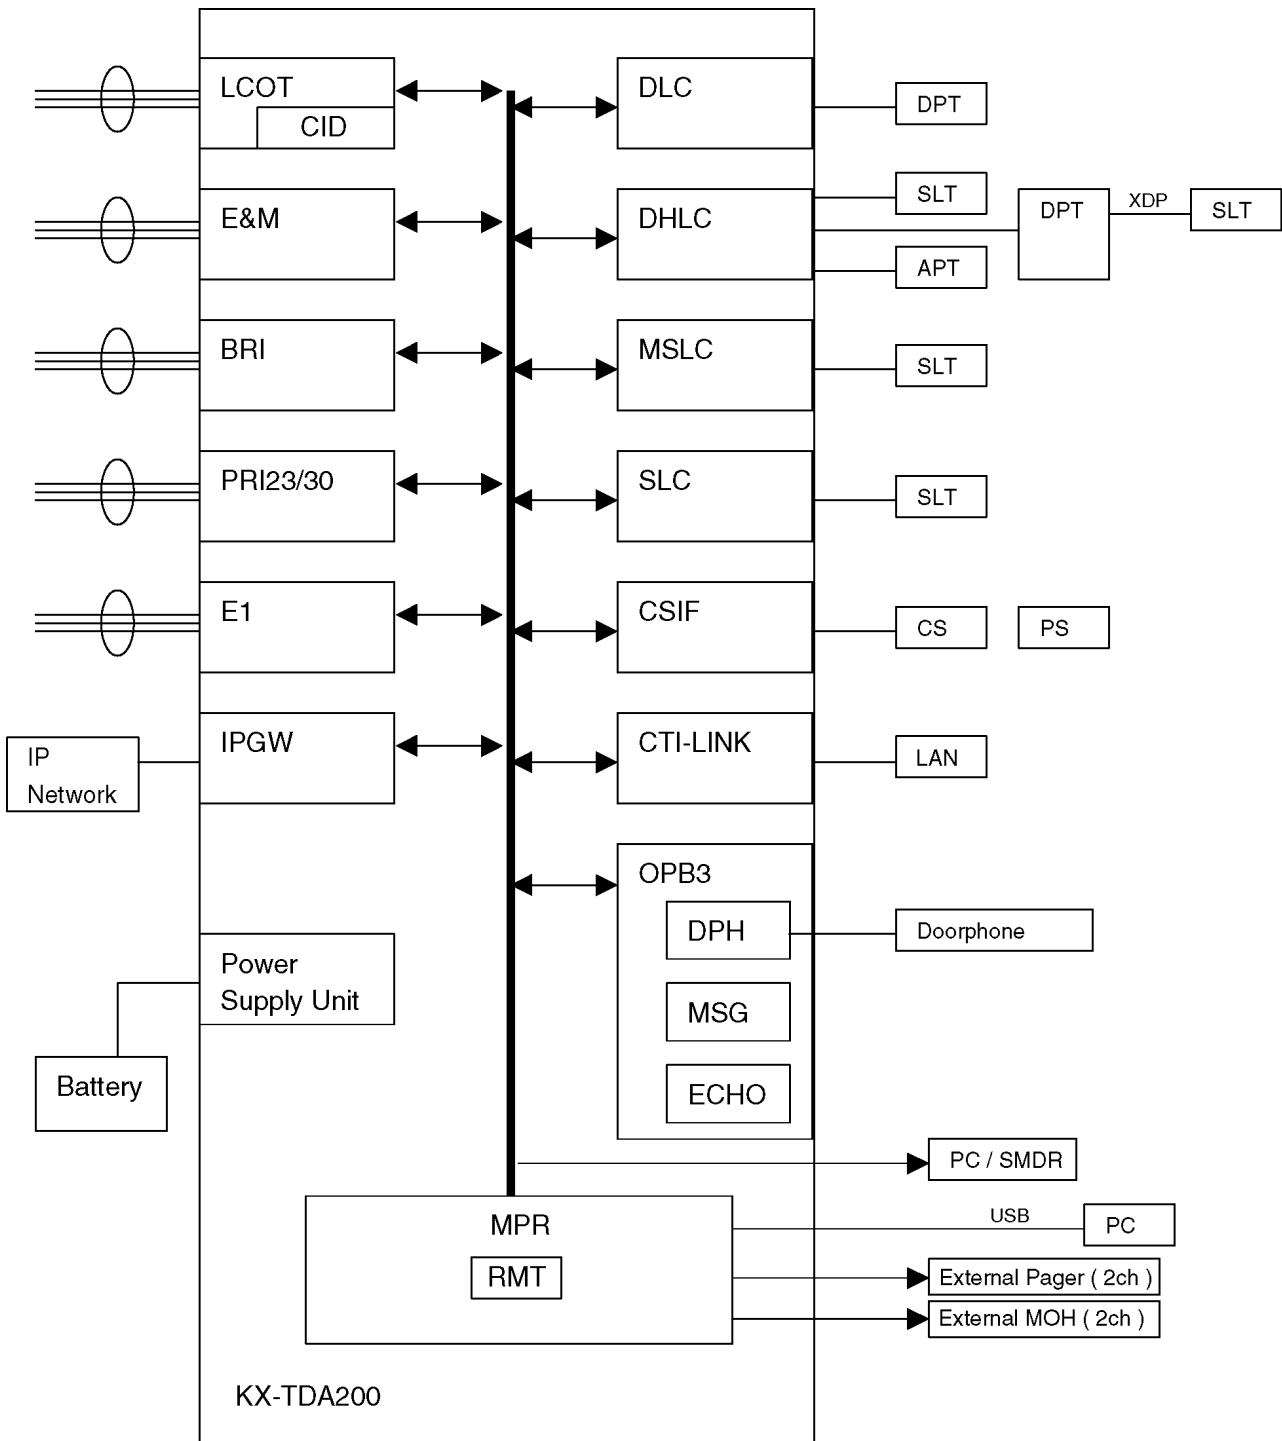 LCOT
CID
DLC
DPT
E&M
DHLC
SLT
DPT
XDP
SLT
APT
BRI
MSLC
SLT
PRI23/30
SLC
SLT
E1
CSIF
CS
PS
IP
Network
IPGW
CTI-LINK
LAN
OPB3
DPH
Doorphone
MSG
ECHO
Power
Supply Unit
Battery
PC / SMDR
MPR
RMT
USB
PC
External Pager ( 2ch )
External MOH ( 2ch )
KX-TDA200